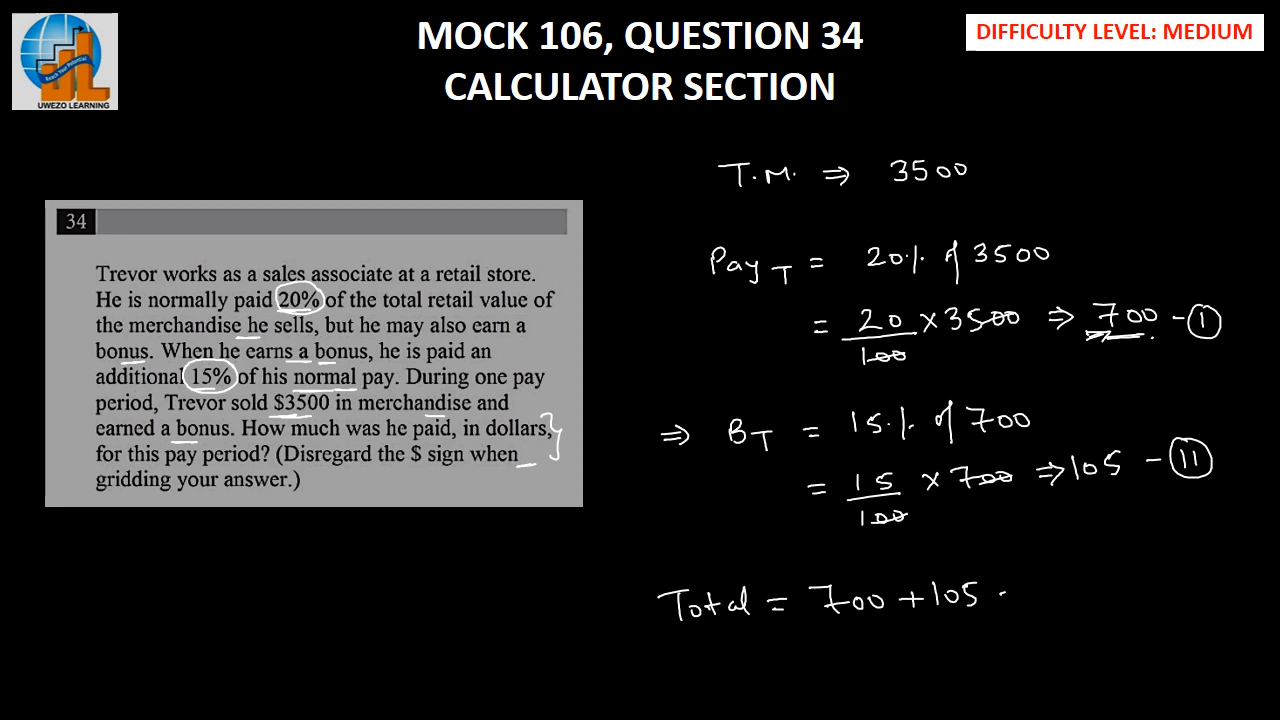 MOCK 106, QUESTION 34
CALCULATOR SECTION
DIFFICULTY LEVEL: MEDIUM
Reach Your Potential
UWEZO LEARNING
34
Trevor works as a sales associate at a retail store.
He is normally paid 20% of the total retail value of
the merchandise he sells, but he may also earn a
bonus. When he earns a bonus, he is paid an
additional 15% of his normal pay. During one pay
period, Trevor sold $3500 in merchandise and
earned a bonus. How much was he paid, in dollars,
for this pay period? (Disregard the $ sign when
gridding your answer.)
T.M. ⇒ 3500
Pay T = 20% of 3500
= 20/100 × 3500 ⇒ 700 - I
⇒ B T = 15% of 700
= 15/100 × 700 ⇒ 105 - II
Total = 700 + 105